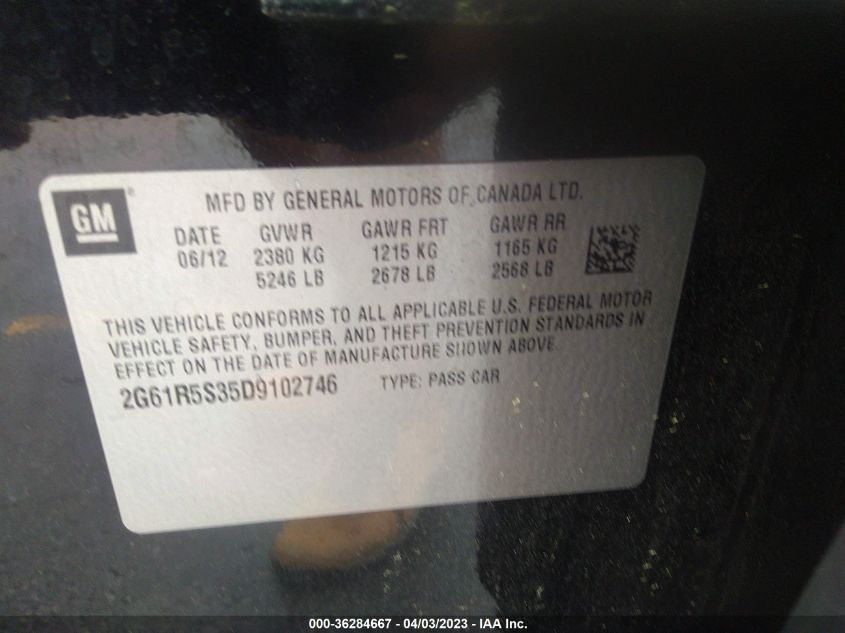 GM
®
MFD BY GENERAL MOTORS OF CANADA LTD.
DATE GVWR GAWR FRT GAWR RR
06/12 2380 KG 1215 KG 1165 KG
5246 LB 2678 LB 2568 LB
THIS VEHICLE CONFORMS TO ALL APPLICABLE U.S. FEDERAL MOTOR
VEHICLE SAFETY, BUMPER, AND THEFT PREVENTION STANDARDS IN
EFFECT ON THE DATE OF MANUFACTURE SHOWN ABOVE.
2G61R5S35D9102746 TYPE: PASS CAR
000-36284667 - 04/03/2023 - IAA Inc.